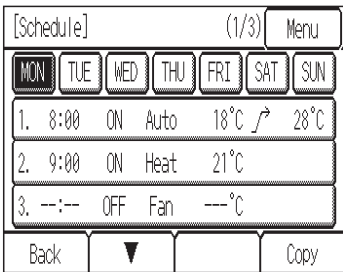 [Schedule] (1/3) Menu
MON TUE WED THU FRI SAT SUN
1. 8:00 ON Auto 18°C 28°C
2. 9:00 ON Heat 21°C
3. --:-- OFF Fan ---°C
Back ▼ Copy